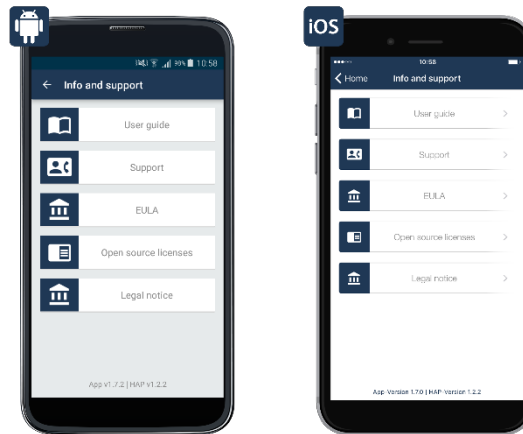 10:58
Info and support
User guide
Support
EULA
Open source licenses
Legal notice
App v1.7.2 | HAP v1.2.2
iOS
10:58
Home
Info and support
User guide
Support
EULA
Open source licenses
Legal notice
App-Version 1.7.0 | HAP-Version 1.2.2